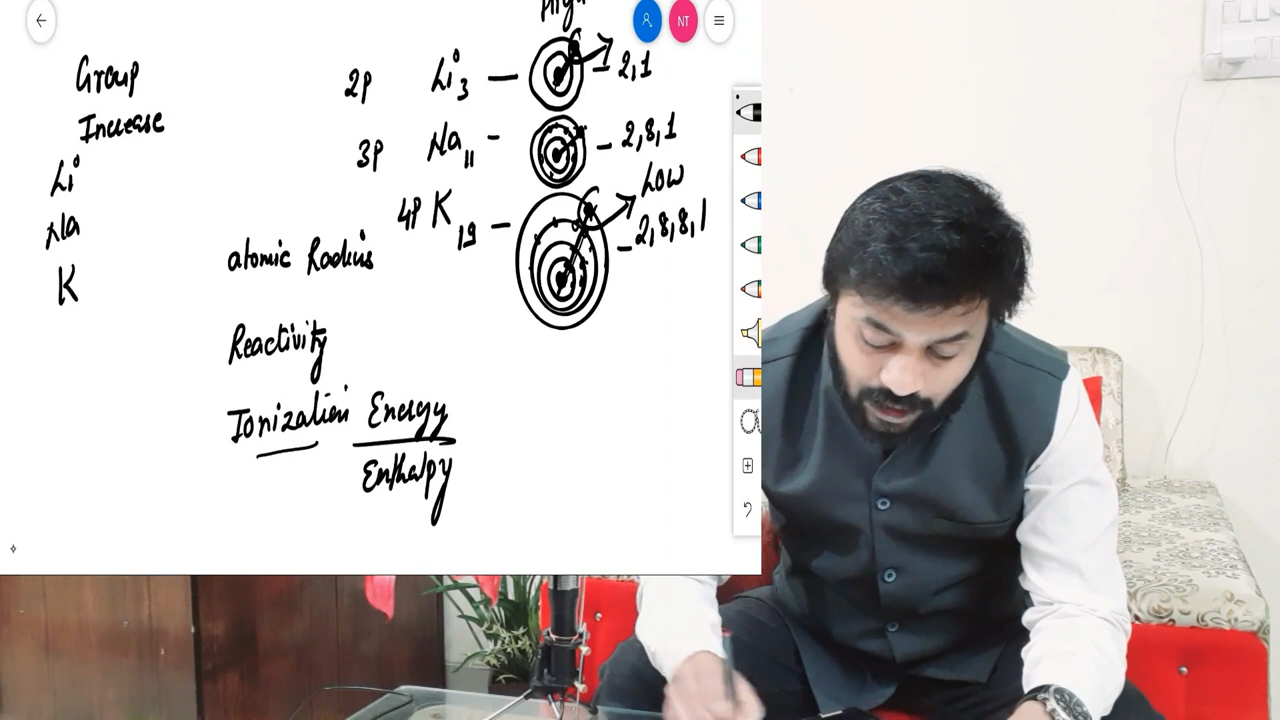 High
NT
Group
Increase
Li
Na
K
2p Li3 — 2,1
3p Na11 - – 2,8,1
4p K19 – Low
– 2,8,8,1
atomic Radius
Reactivity
Ionization Energy
Enthalpy